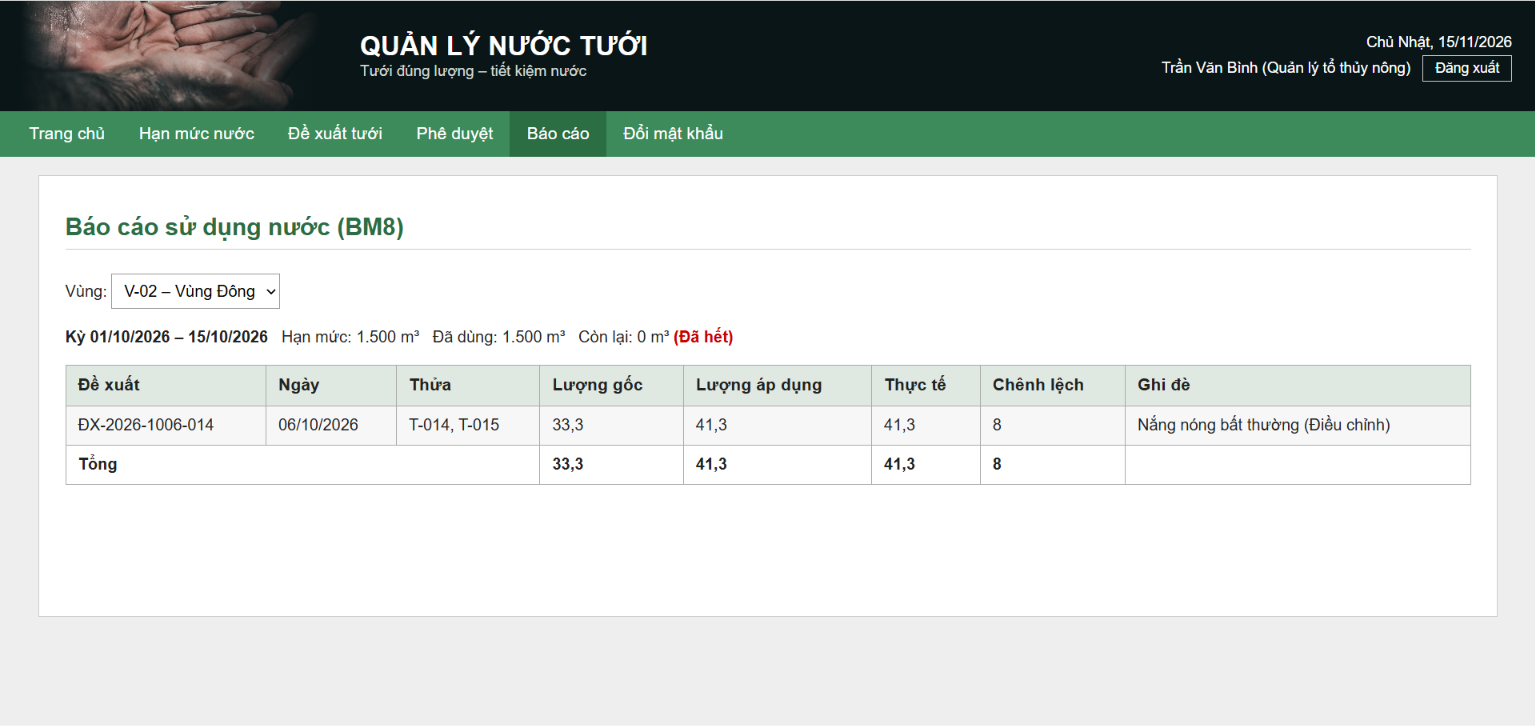 QUẢN LÝ NƯỚC TƯỚI
Tưới đúng lượng – tiết kiệm nước
Chủ Nhật, 15/11/2026
Trần Văn Bình (Quản lý tổ thủy nông) Đăng xuất
Trang chủ Hạn mức nước Đề xuất tưới Phê duyệt Báo cáo Đổi mật khẩu
Báo cáo sử dụng nước (BM8)
Vùng: V-02 – Vùng Đông
Kỳ 01/10/2026 – 15/10/2026 Hạn mức: 1.500 m³ Đã dùng: 1.500 m³ Còn lại: 0 m³ (Đã hết)
Đề xuất Ngày Thửa Lượng gốc Lượng áp dụng Thực tế Chênh lệch Ghi đè
ĐX-2026-1006-014 06/10/2026 T-014, T-015 33,3 41,3 41,3 8 Nắng nóng bất thường (Điều chỉnh)
Tổng 33,3 41,3 41,3 8